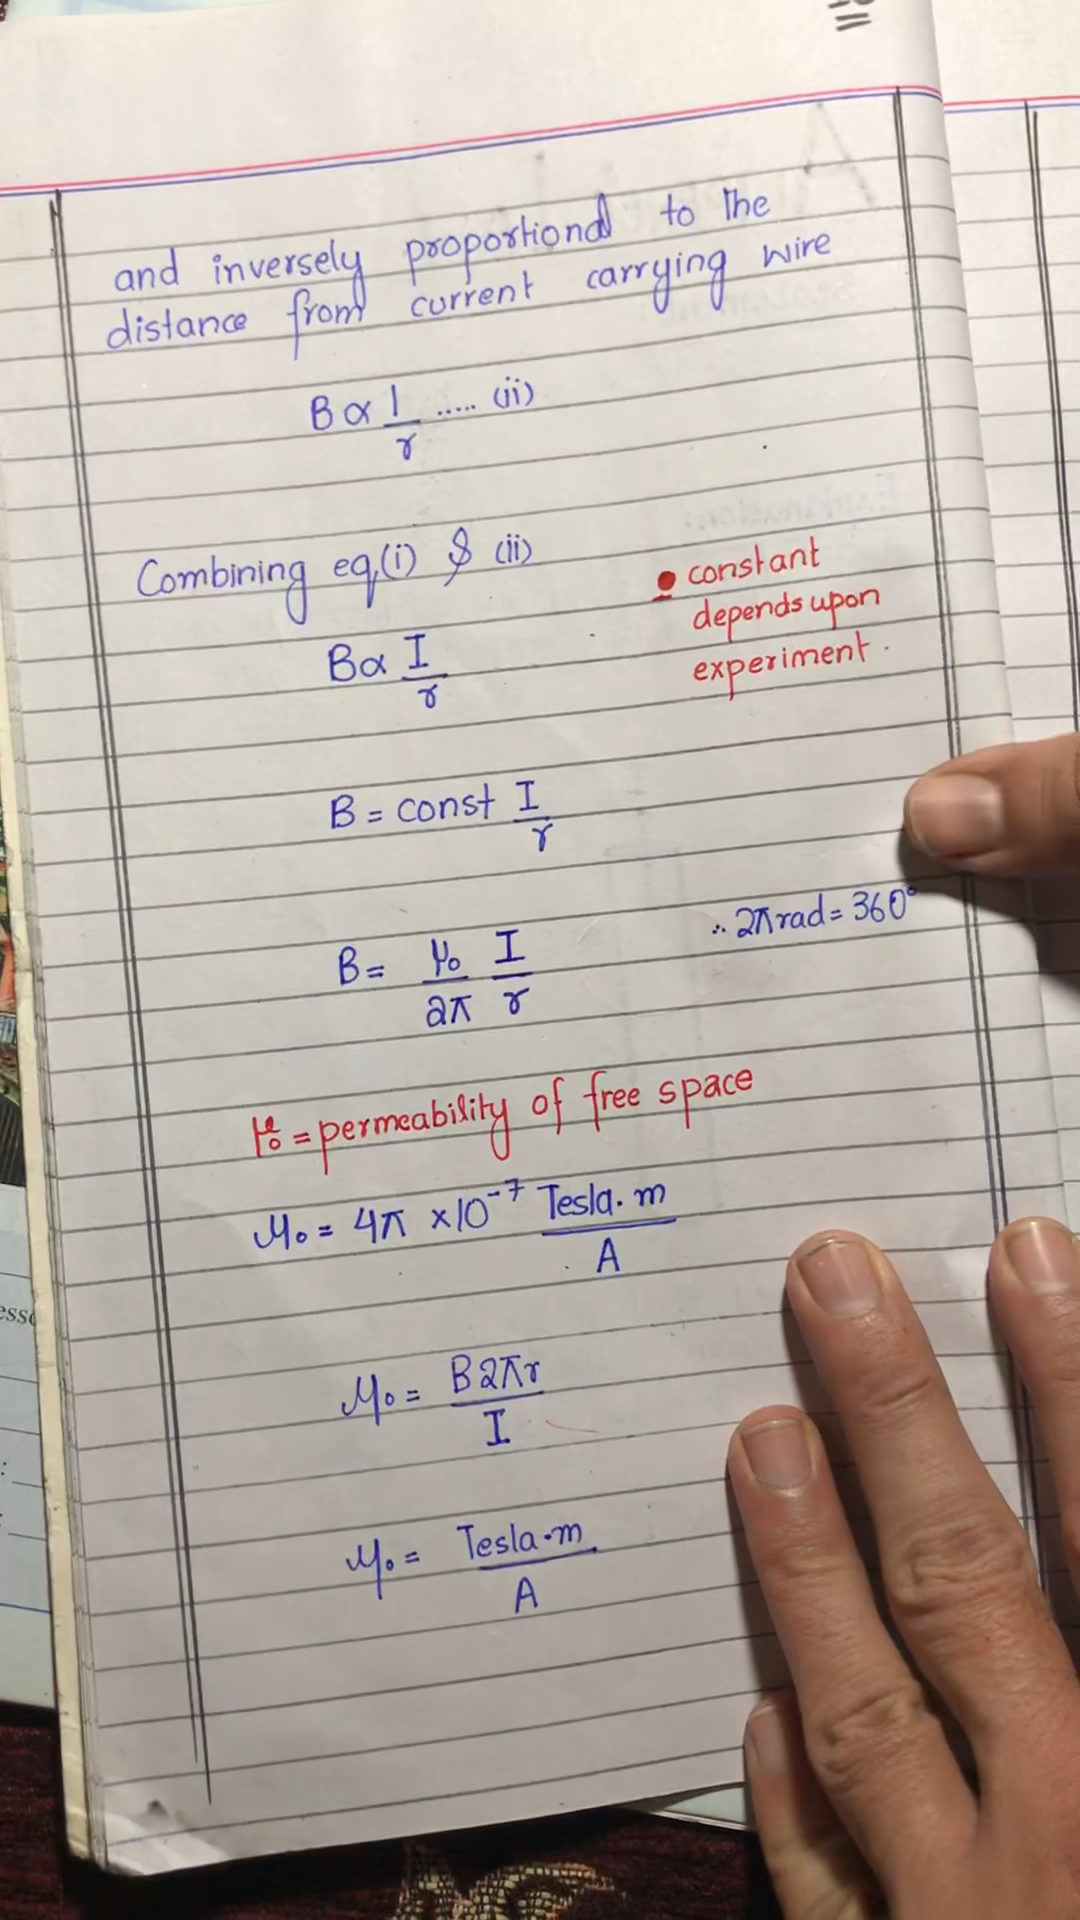 and inversely proportional to the
distance from current carrying wire
B ∝ 1/r ..... (ii)
Combining eq(i) & (ii)
• constant
depends upon
experiment.
B ∝ I/r
B = const I/r
B = μ₀/2π I/r
∴ 2π rad = 360°
μ₀ = permeability of free space
μ₀ = 4π × 10⁻⁷ Tesla.m/A
μ₀ = B2πr/I
μ₀ = Tesla.m/A